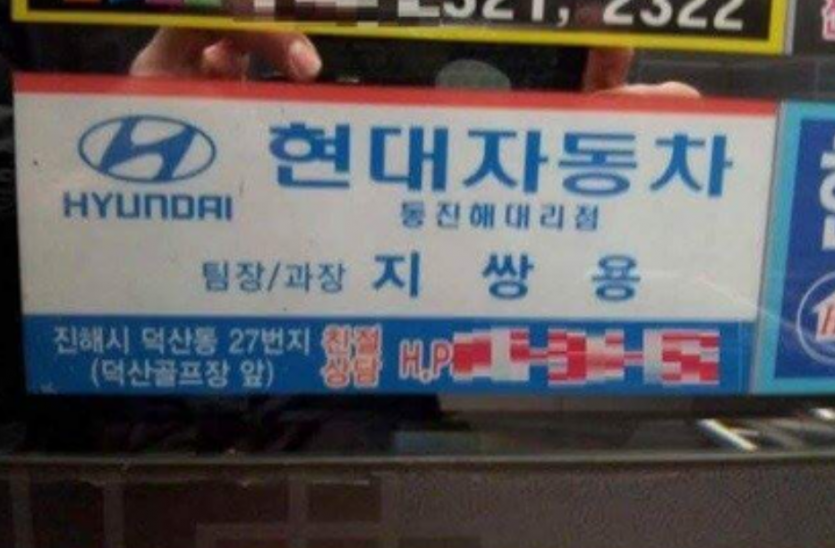 2321, 2322
HYUNDAI
현대자동차
동진해대리점
팀장/과장 지 쌍 용
진해시 덕산동 27번지
(덕산골프장 앞)
친절
상담
H.P